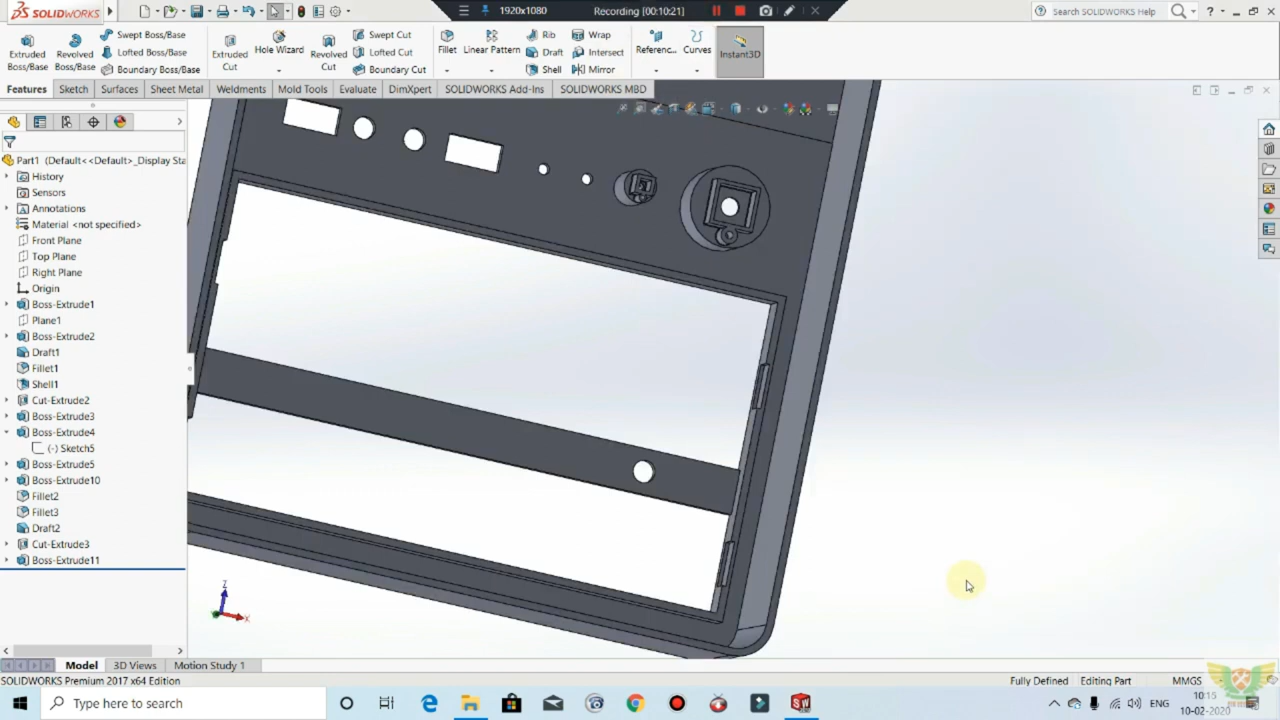 SOLIDWORKS
1920x1080
Recording [00:10:21]
Search SOLIDWORKS Help
Extruded Boss/Base
Revolved Boss/Base
Swept Boss/Base
Lofted Boss/Base
Boundary Boss/Base
Extruded Cut
Hole Wizard
Revolved Cut
Swept Cut
Lofted Cut
Boundary Cut
Fillet
Linear Pattern
Rib
Draft
Shell
Wrap
Intersect
Mirror
Referenc...
Curves
Instant3D
Features
Sketch
Surfaces
Sheet Metal
Weldments
Mold Tools
Evaluate
DimXpert
SOLIDWORKS Add-Ins
SOLIDWORKS MBD
Part1 (Default<<Default>_Display Sta
History
Sensors
Annotations
Material <not specified>
Front Plane
Top Plane
Right Plane
Origin
Boss-Extrude1
Plane1
Boss-Extrude2
Draft1
Fillet1
Shell1
Cut-Extrude2
Boss-Extrude3
Boss-Extrude4
(-) Sketch5
Boss-Extrude5
Boss-Extrude10
Fillet2
Fillet3
Draft2
Cut-Extrude3
Boss-Extrude11
Z
X
Model
3D Views
Motion Study 1
SOLIDWORKS Premium 2017 x64 Edition
Fully Defined
Editing Part
MMGS
Type here to search
ENG
10:15
10-02-2020